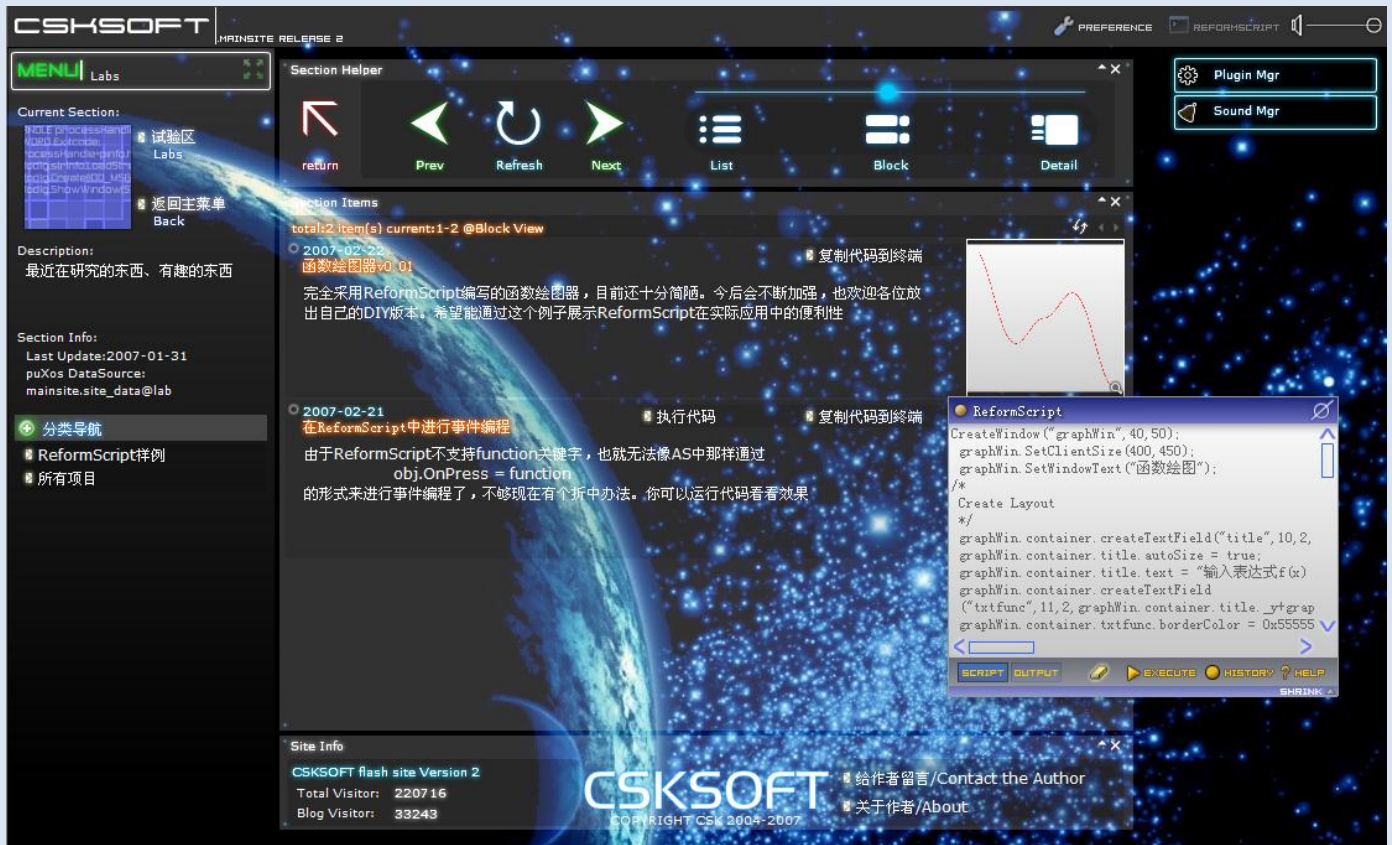 CSKSOFT
.MAINSITE RELEASE 2
PREFERENCE
REFORMSCRIPT
MENU Labs
Current Section:
试验区
Labs
返回主菜单
Back
Description:
最近在研究的东西、有趣的东西
Section Info:
Last Update:2007-01-31
puXos DataSource:
mainsite.site_data@lab
分类导航
ReformScript样例
所有项目
Section Helper
return
Prev
Refresh
Next
List
Block
Detail
Plugin Mgr
Sound Mgr
Section Items
total:2 item(s) current:1-2 @Block View
2007-02-22
函数绘图器v0.01
复制代码到终端
完全采用ReformScript编写的函数绘图器，目前还十分简陋。今后会不断加强，也欢迎各位放
出自己的DIY版本。希望能通过这个例子展示ReformScript在实际应用中的便利性
2007-02-21
在ReformScript中进行事件编程
执行代码
复制代码到终端
由于ReformScript不支持function关键字，也就无法像AS中那样通过
obj.OnPress = function
的形式来进行事件编程了，不够现在有个折中办法。你可以运行代码看看效果
ReformScript
CreateWindow("graphWin",40,50);
graphWin.SetClientSize(400,450);
graphWin.SetWindowText("函数绘图");
/*
Create Layout
*/
graphWin.container.createTextField("title",10,2,
graphWin.container.title.autoSize = true;
graphWin.container.title.text = "输入表达式f(x)
graphWin.container.createTextField
("txtfunc",11,2,graphWin.container.title._y+grap
graphWin.container.txtfunc.borderColor = 0x55555
SCRIPT
OUTPUT
EXECUTE
HISTORY
HELP
SHRINK
Site Info
CSKSOFT flash site Version 2
Total Visitor: 220716
Blog Visitor: 33243
CSKSOFT
COPYRIGHT CSK 2004-2007
给作者留言/Contact the Author
关于作者/About